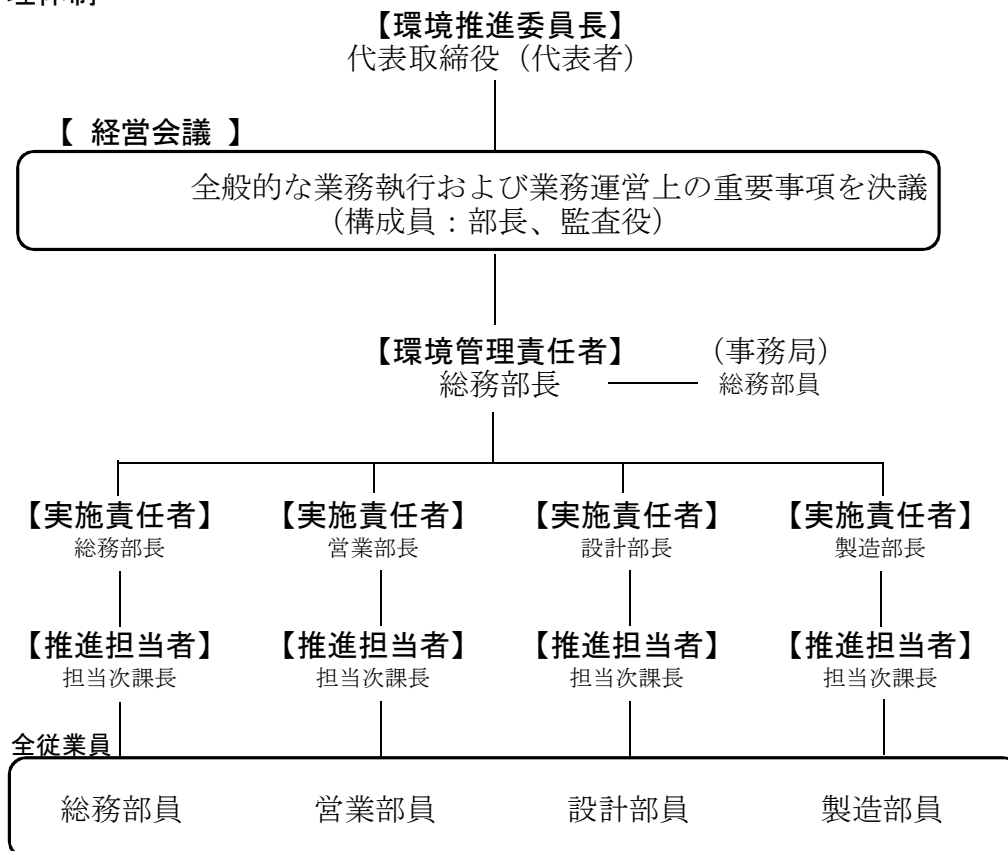 【環境推進委員長】
代表取締役（代表者）
【 経営会議 】
全般的な業務執行および業務運営上の重要事項を決議
（構成員：部長、監査役）
【環境管理責任者】 （事務局）
総務部長 総務部員
【実施責任者】 【実施責任者】 【実施責任者】 【実施責任者】
総務部長 営業部長 設計部長 製造部長
【推進担当者】 【推進担当者】 【推進担当者】 【推進担当者】
担当次課長 担当次課長 担当次課長 担当次課長
全従業員
総務部員 営業部員 設計部員 製造部員